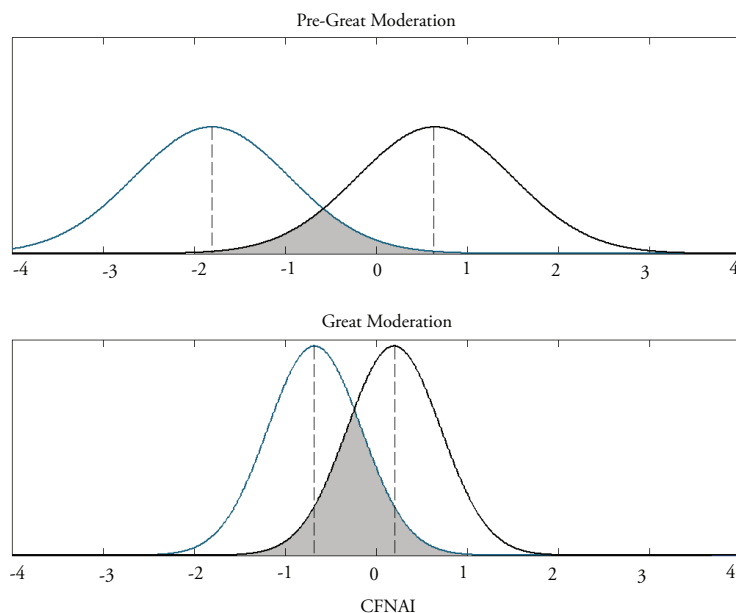 Pre-Great Moderation
-4 -3 -2 -1 0 1 2 3 4
Great Moderation
-4 -3 -2 -1 0 1 2 3 4
CFNAI